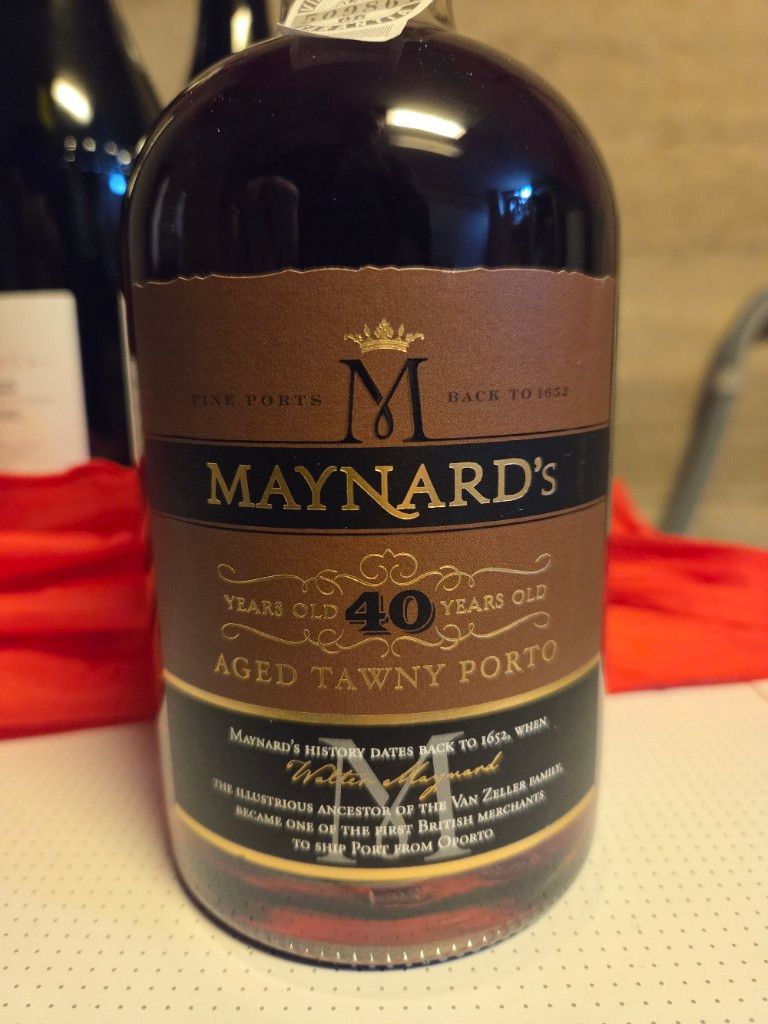 FINE PORTS M BACK TO 1652
MAYNARD'S
YEARS OLD 40 YEARS OLD
AGED TAWNY PORTO
MAYNARD'S HISTORY DATES BACK TO 1652, WHEN
Walter Maynard
THE ILLUSTRIOUS ANCESTOR OF THE VAN ZELLER FAMILY,
BECAME ONE OF THE FIRST BRITISH MERCHANTS
TO SHIP PORT FROM OPORTO
M